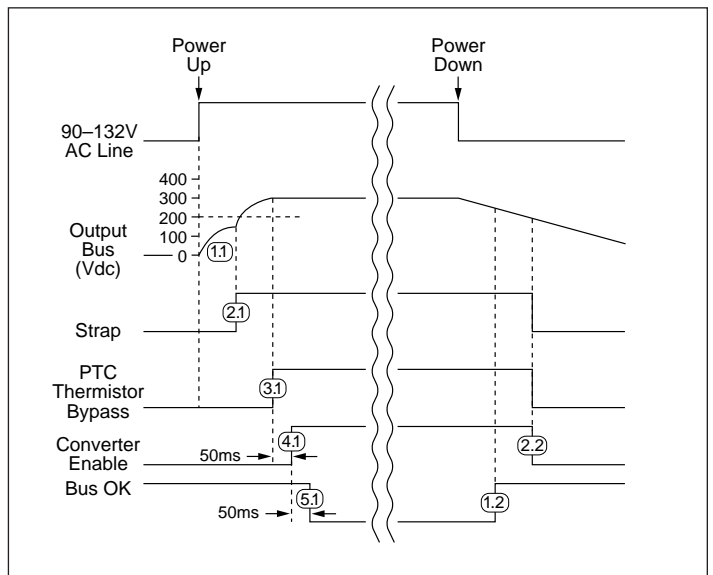 Power
Up
Power
Down
90–132V
AC Line
400
300
200
100
0
Output
Bus
(Vdc)
1.1
2.1
Strap
PTC
Thermistor
Bypass
3.1
Converter
Enable
4.1
2.2
50ms
Bus OK
5.1
1.2
50ms